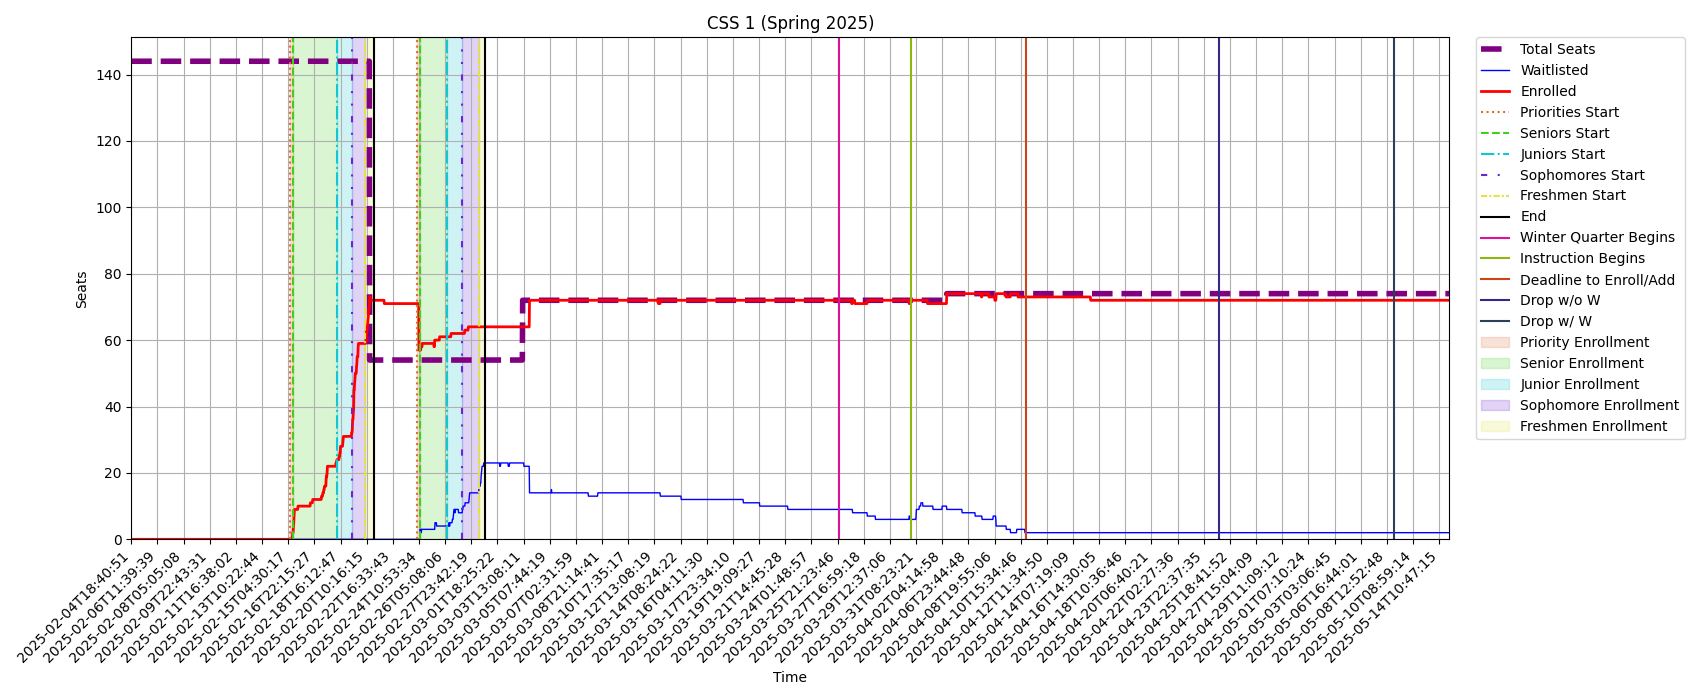 CSS 1 (Spring 2025)
Seats
140
120
100
80
60
40
20
0
2025-02-04T18:40:51
2025-02-06T11:39:39
2025-02-08T05:05:08
2025-02-09T22:43:31
2025-02-11T16:38:02
2025-02-13T10:22:44
2025-02-15T04:30:17
2025-02-16T22:15:27
2025-02-18T16:12:47
2025-02-20T10:16:15
2025-02-22T16:33:43
2025-02-24T10:53:34
2025-02-26T05:08:06
2025-02-27T23:42:19
2025-03-01T18:25:22
2025-03-03T13:08:11
2025-03-05T07:44:19
2025-03-07T02:31:59
2025-03-08T21:14:41
2025-03-10T17:35:17
2025-03-12T13:08:19
2025-03-14T08:24:22
2025-03-16T04:11:30
2025-03-17T23:34:10
2025-03-19T19:09:27
2025-03-21T14:45:28
2025-03-24T01:48:57
2025-03-25T21:23:46
2025-03-27T16:59:18
2025-03-29T12:37:06
2025-03-31T08:23:21
2025-04-02T04:14:58
2025-04-06T23:44:48
2025-04-08T19:55:06
2025-04-10T15:34:46
2025-04-12T11:34:50
2025-04-14T07:19:09
2025-04-16T14:30:05
2025-04-18T10:36:46
2025-04-20T06:40:21
2025-04-22T02:27:36
2025-04-23T22:37:35
2025-04-25T18:41:52
2025-04-27T15:04:09
2025-04-29T11:09:12
2025-05-01T07:10:24
2025-05-03T03:06:45
2025-05-06T16:44:01
2025-05-08T12:52:48
2025-05-10T08:59:14
2025-05-14T10:47:15
Time
Total Seats
Waitlisted
Enrolled
Priorities Start
Seniors Start
Juniors Start
Sophomores Start
Freshmen Start
End
Winter Quarter Begins
Instruction Begins
Deadline to Enroll/Add
Drop w/o W
Drop w/ W
Priority Enrollment
Senior Enrollment
Junior Enrollment
Sophomore Enrollment
Freshmen Enrollment